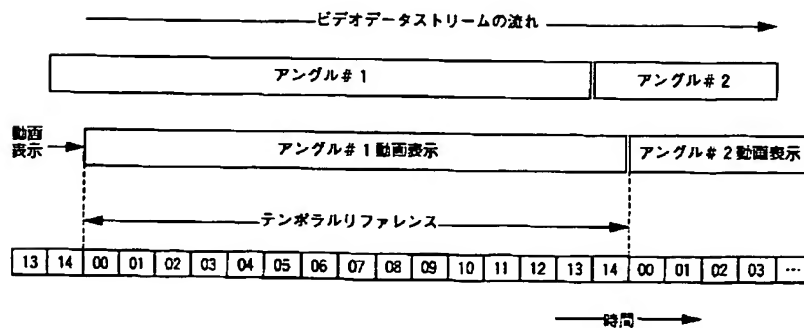 ビデオデータストリームの流れ
アングル#1 アングル#2
動画
表示
アングル#1動画表示 アングル#2動画表示
テンポラルリファレンス
13 14 00 01 02 03 04 05 06 07 08 09 10 11 12 13 14 00 01 02 03 …
時間